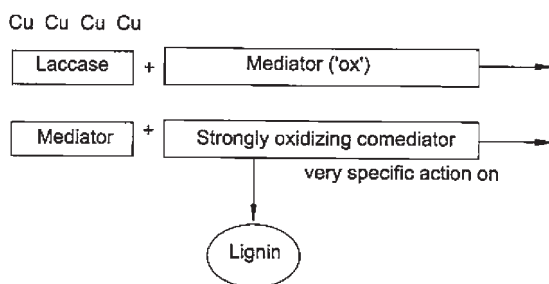 Cu Cu Cu Cu
Laccase + Mediator ('ox')
Mediator + Strongly oxidizing comediator
very specific action on
Lignin